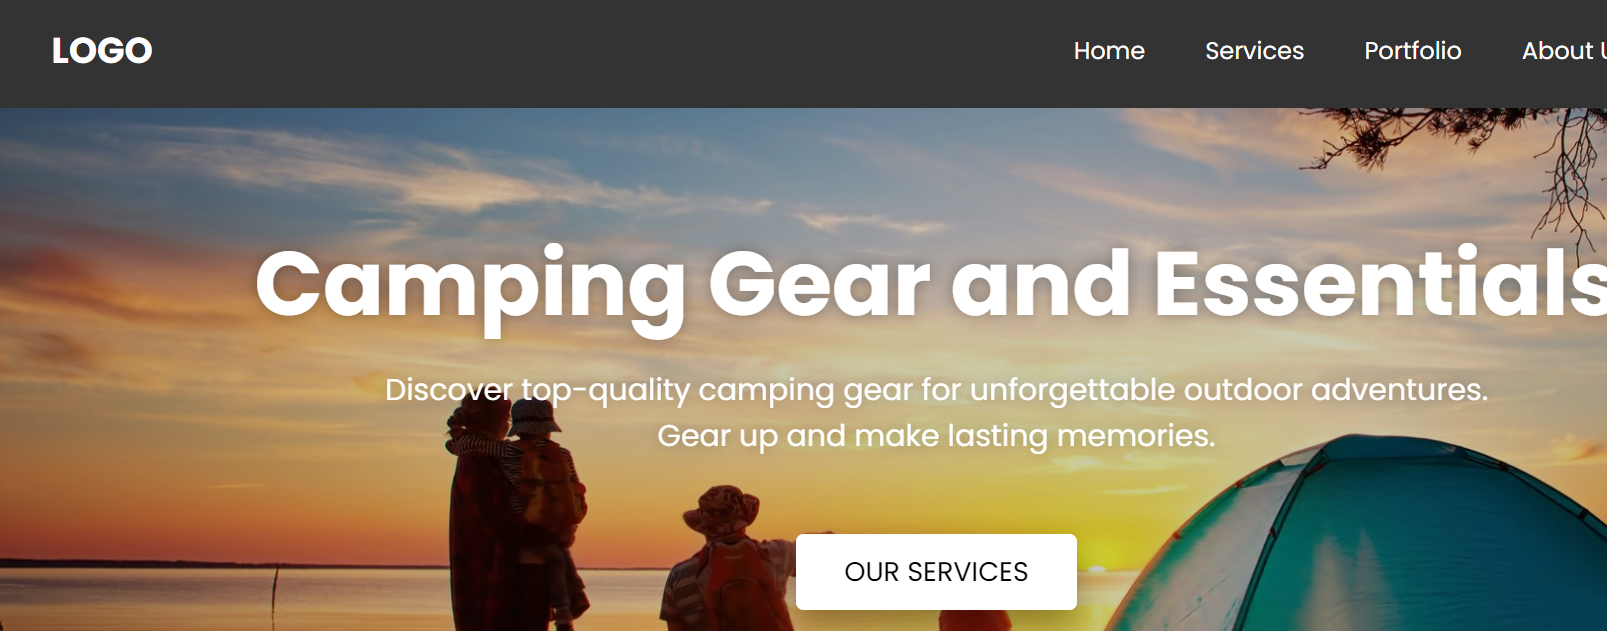 LOGO
Home Services Portfolio About
Camping Gear and Essentials
Discover top-quality camping gear for unforgettable outdoor adventures.
Gear up and make lasting memories.
OUR SERVICES